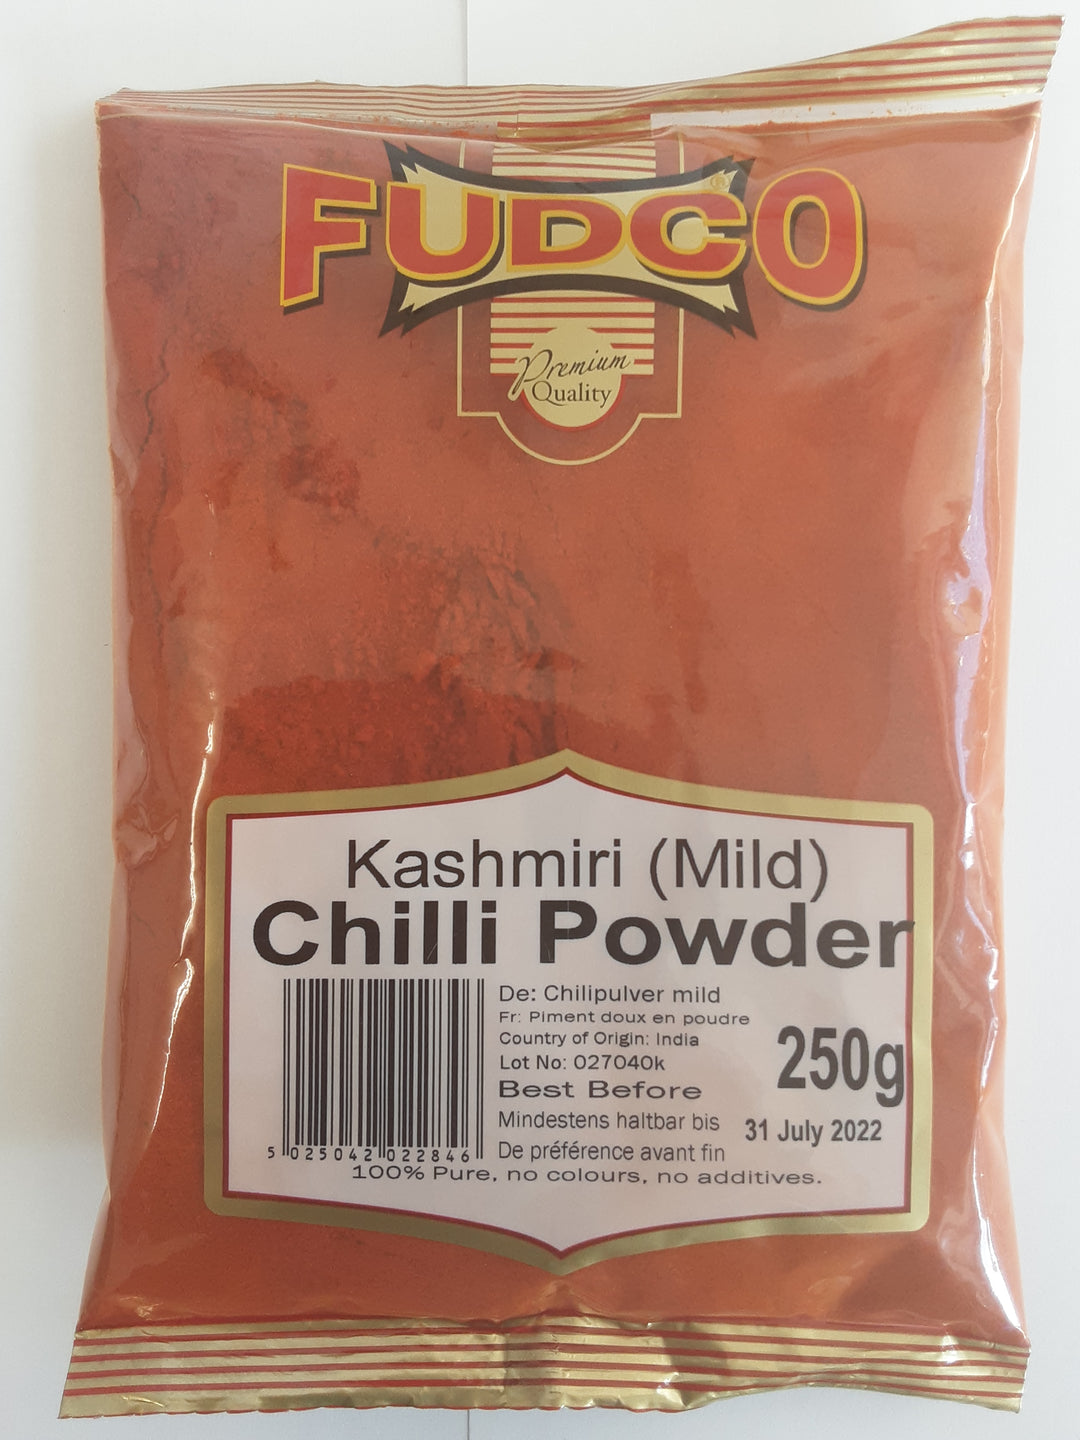 FUDCO
®
Premium
Quality
Kashmiri (Mild)
Chilli Powder
De: Chilipulver mild
Fr: Piment doux en poudre
Country of Origin: India
Lot No: 027040k
250g
Best Before
Mindestens haltbar bis
31 July 2022
De préférence avant fin
5 025042 022846
100% Pure, no colours, no additives.